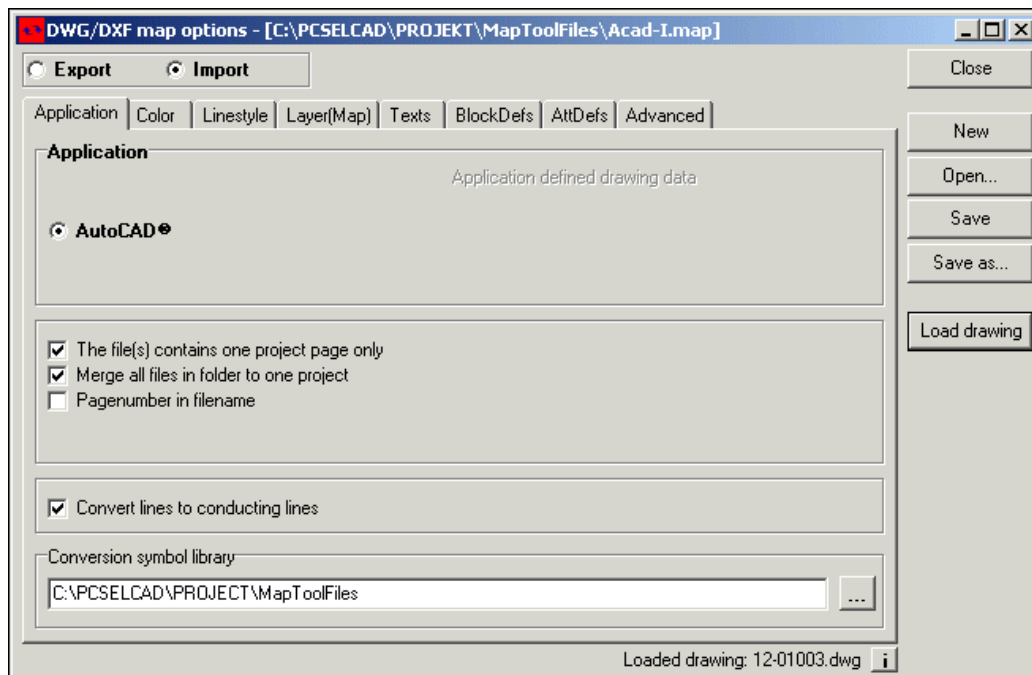 DWG/DXF map options - [C:\PCSELCAD\PROJEKT\MapToolFiles\Acad-I.map]
Export Import
Close
Application Color Linestyle Layer(Map) Texts BlockDefs AttDefs Advanced
New
Open...
Save
Save as...
Load drawing
Application
Application defined drawing data
AutoCAD®
The file(s) contains one project page only
Merge all files in folder to one project
Pagenumber in filename
Convert lines to conducting lines
Conversion symbol library
C:\PCSELCAD\PROJECT\MapToolFiles
...
Loaded drawing: 12-01003.dwg i